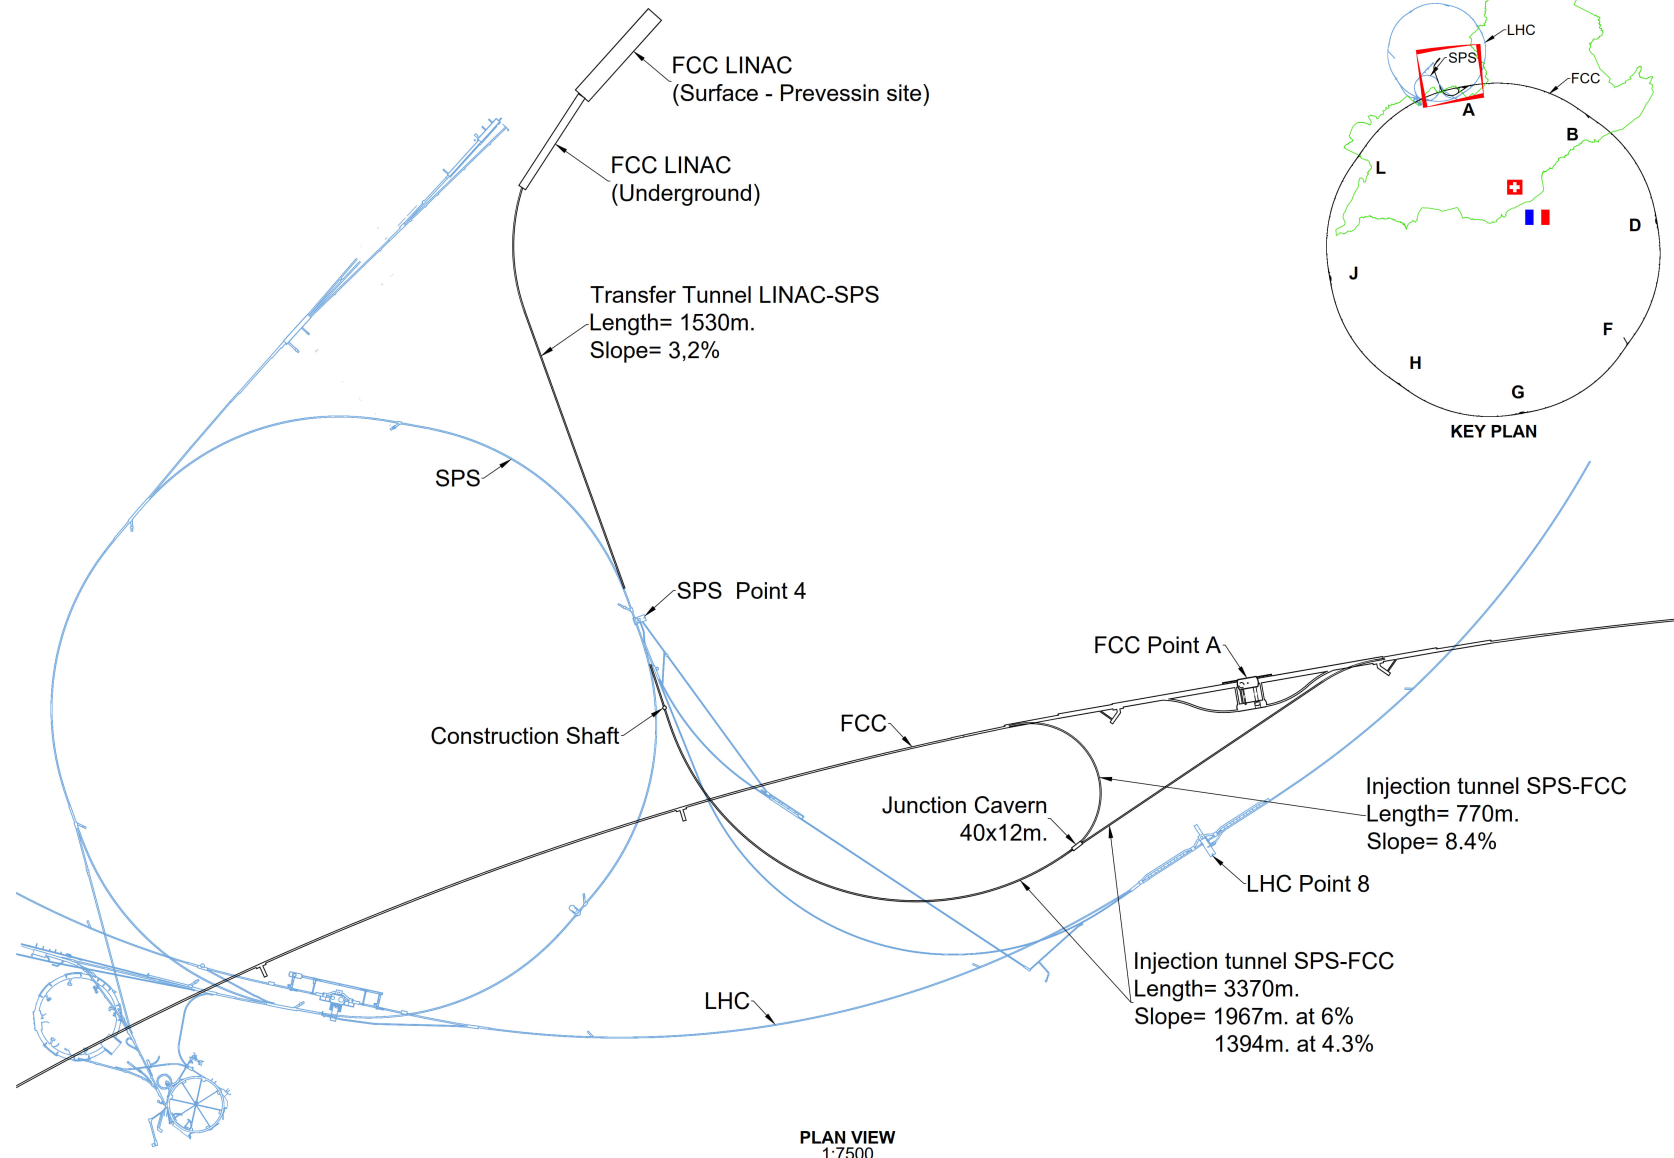 FCC LINAC
(Surface - Prevessin site)
FCC LINAC
(Underground)
Transfer Tunnel LINAC-SPS
Length= 1530m.
Slope= 3,2%
SPS
SPS Point 4
Construction Shaft
FCC
FCC Point A
Junction Cavern
40x12m.
Injection tunnel SPS-FCC
Length= 770m.
Slope= 8.4%
LHC Point 8
Injection tunnel SPS-FCC
Length= 3370m.
Slope= 1967m. at 6%
1394m. at 4.3%
LHC
PLAN VIEW
1:7500
LHC
SPS
FCC
A
B
L
D
J
F
H
G
KEY PLAN